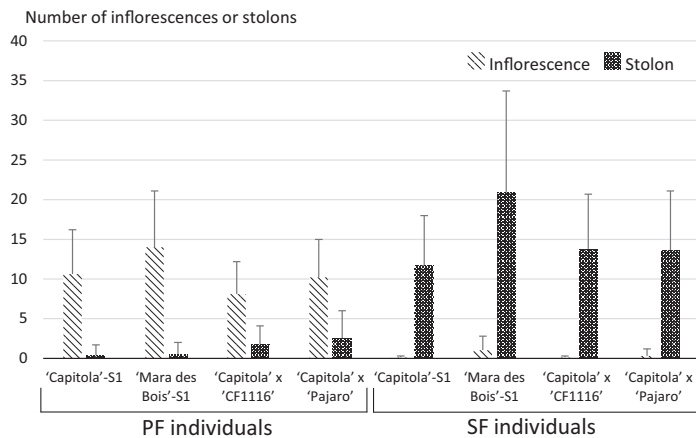 Number of inflorescences or stolons
40
Inflorescence Stolon
35
30
25
20
15
10
5
0
‘Capitola’-S1 ‘Mara des ‘Capitola’ x ‘Capitola’ x ‘Capitola’-S1 ‘Mara des ‘Capitola’ x ‘Capitola’ x
Bois’-S1 ’CF1116’ ‘Pajaro’ Bois’-S1 ’CF1116’ ‘Pajaro’
PF individuals SF individuals